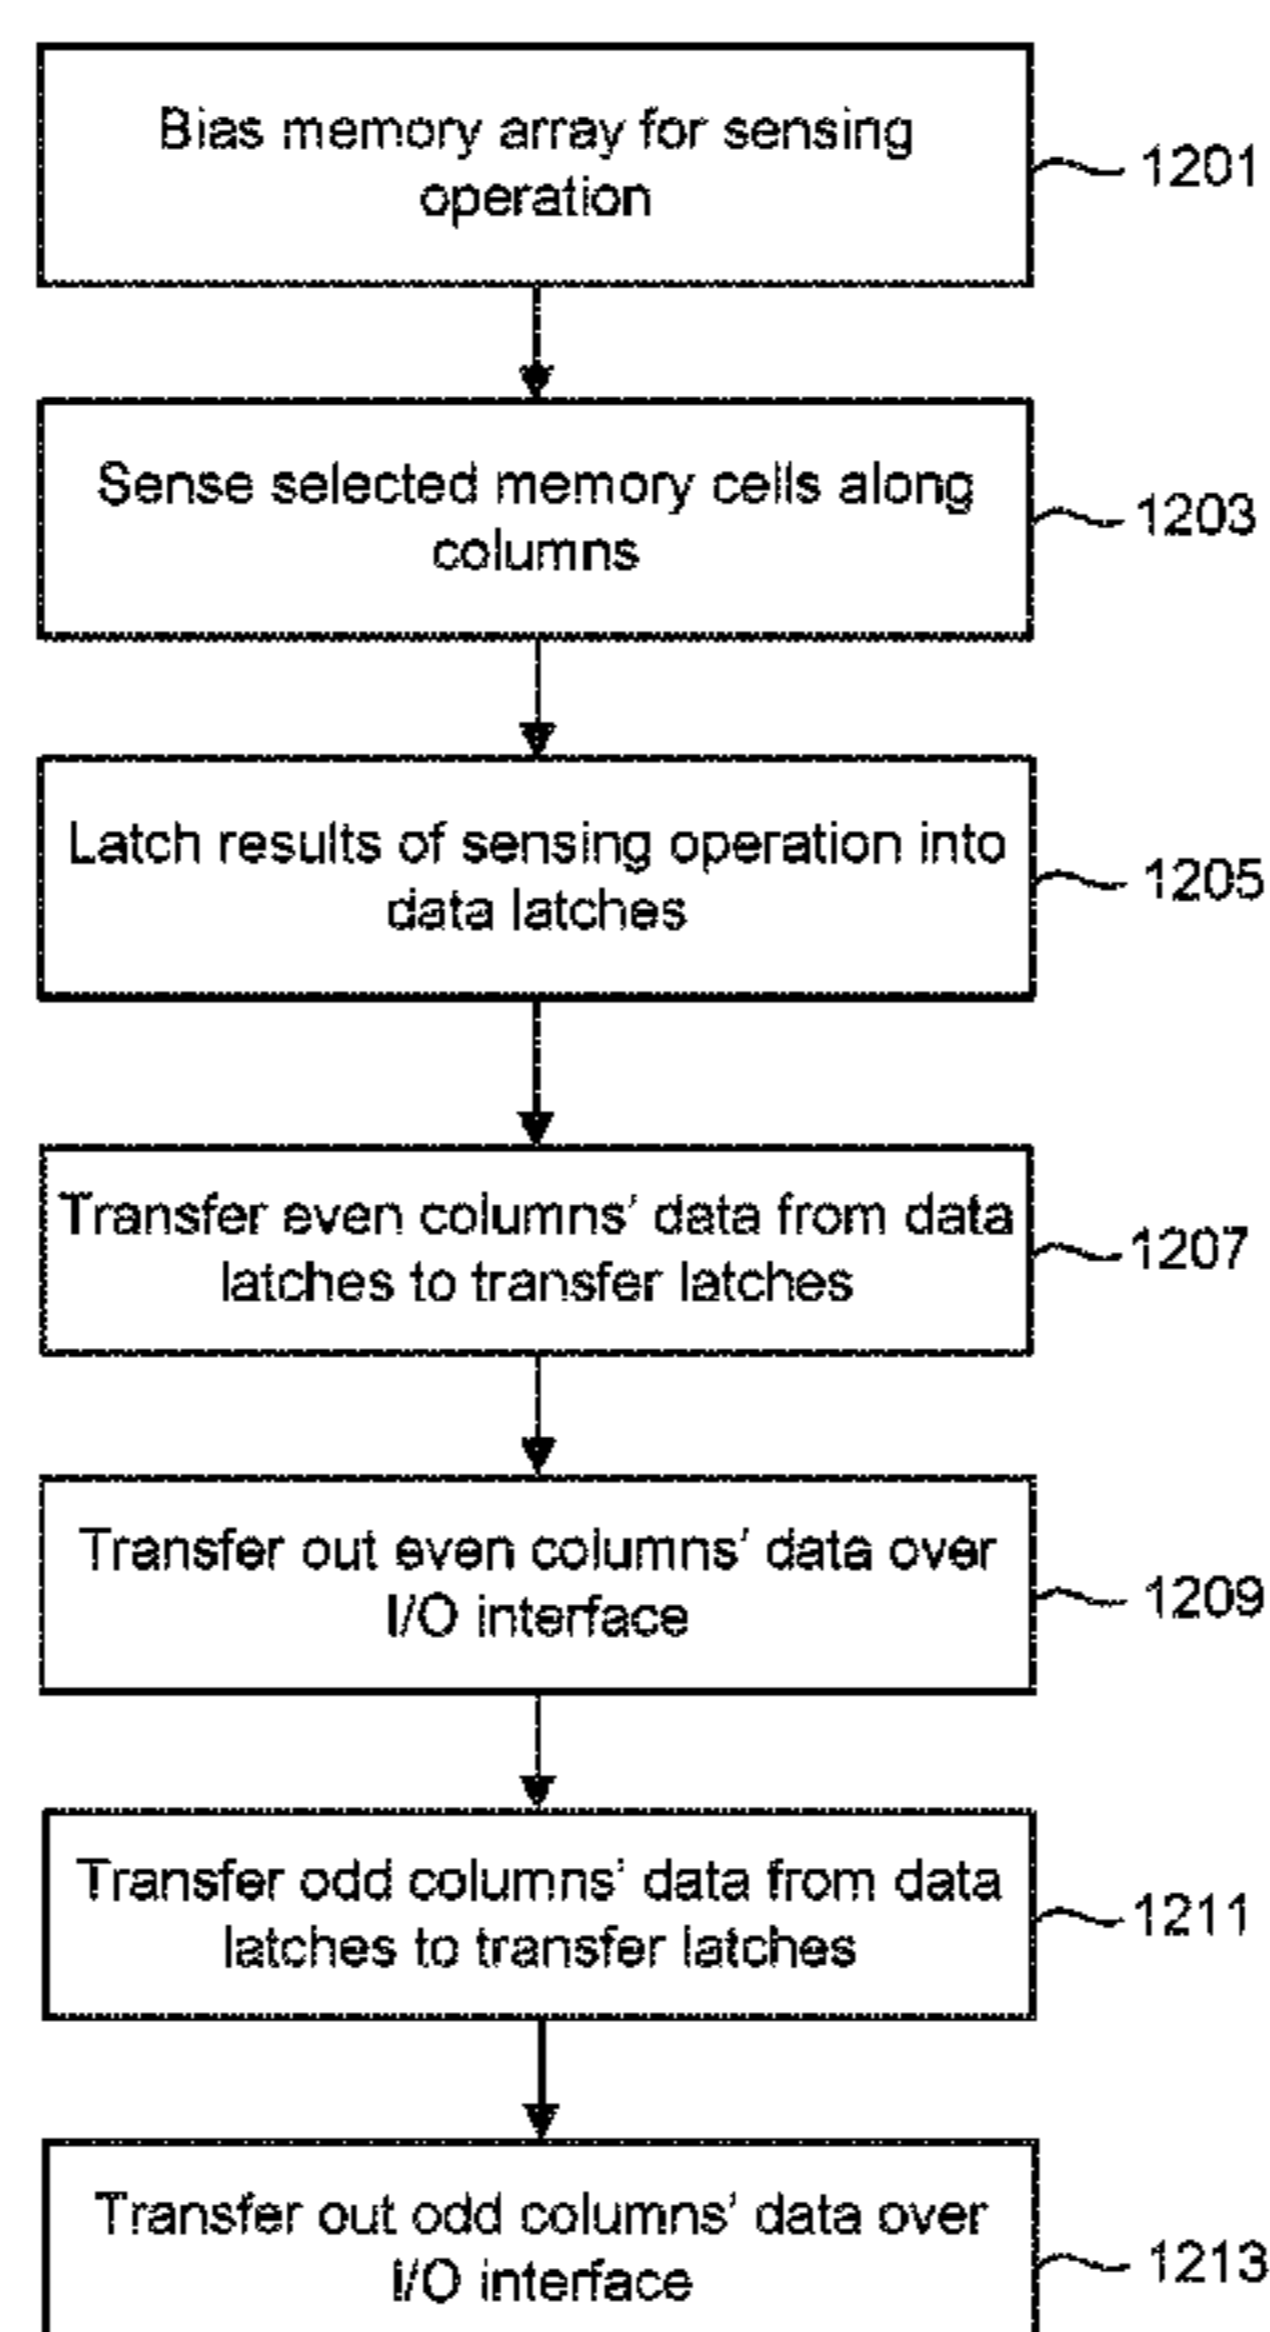 Bias memory array for sensing
operation
1201
Sense selected memory cells along
columns
1203
Latch results of sensing operation into
data latches
1205
Transfer even columns' data from data
latches to transfer latches
1207
Transfer out even columns' data over
I/O interface
1209
Transfer odd columns' data from data
latches to transfer latches
1211
Transfer out odd columns' data over
I/O interface
1213